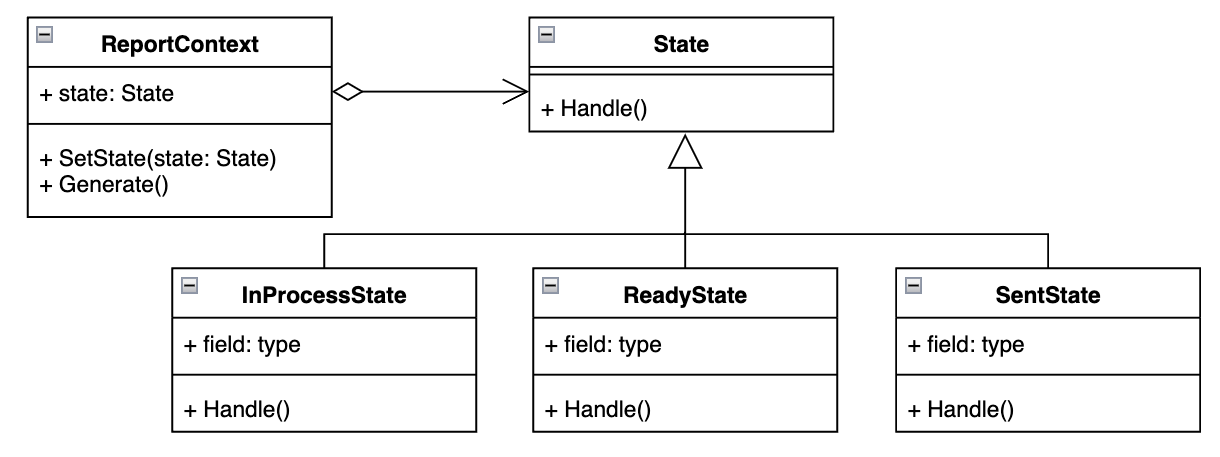 ReportContext
+ state: State
+ SetState(state: State)
+ Generate()
State
+ Handle()
InProcessState
+ field: type
+ Handle()
ReadyState
+ field: type
+ Handle()
SentState
+ field: type
+ Handle()